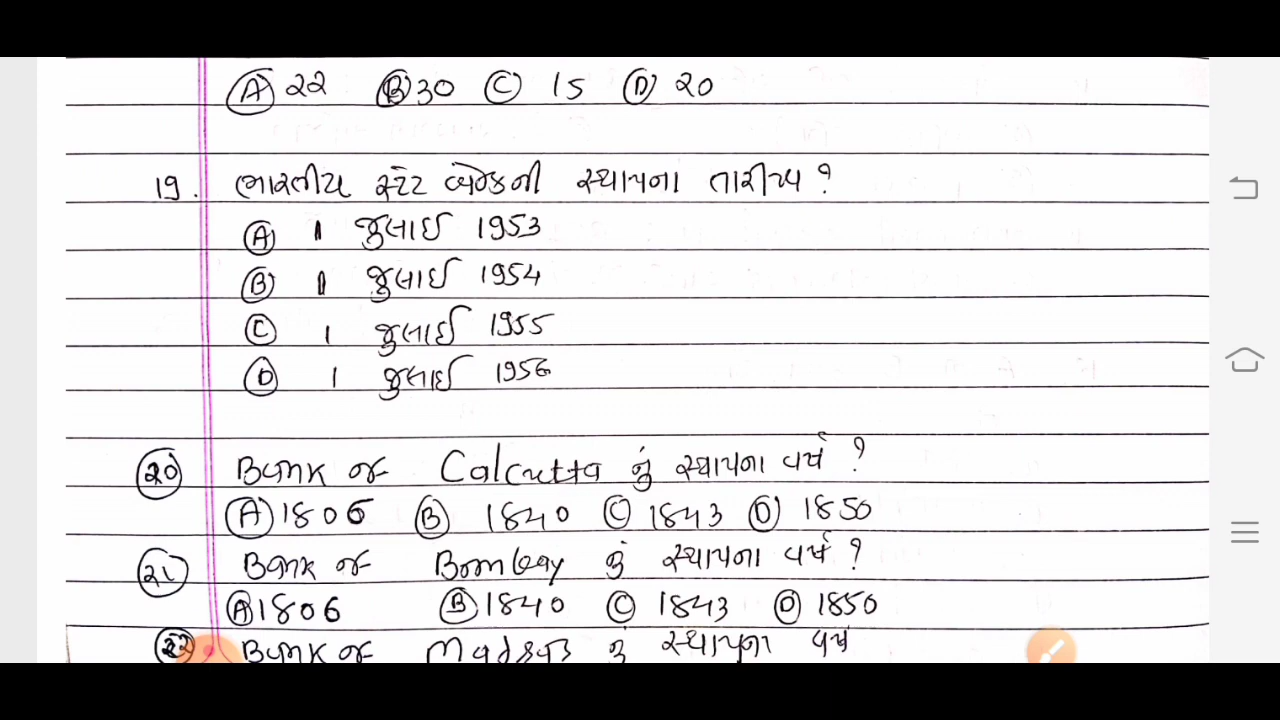 (A) 22 (B) 30 (C) 15 (D) 20
19. ભારતીય સ્ટેટ બેન્કની સ્થાપના તારીખ ?
(A) 1 જુલાઈ 1953
(B) 1 જુલાઈ 1954
(C) 1 જુલાઈ 1955
(D) 1 જુલાઈ 1956
(20) Bank of Calcutta નું સ્થાપના વર્ષ ?
(A) 1806 (B) 1840 (C) 1843 (D) 1850
(21) Bank of Bombay નું સ્થાપના વર્ષ ?
(A) 1806 (B) 1840 (C) 1843 (D) 1850
(22) Bank of Madras નું સ્થાપના વર્ષ